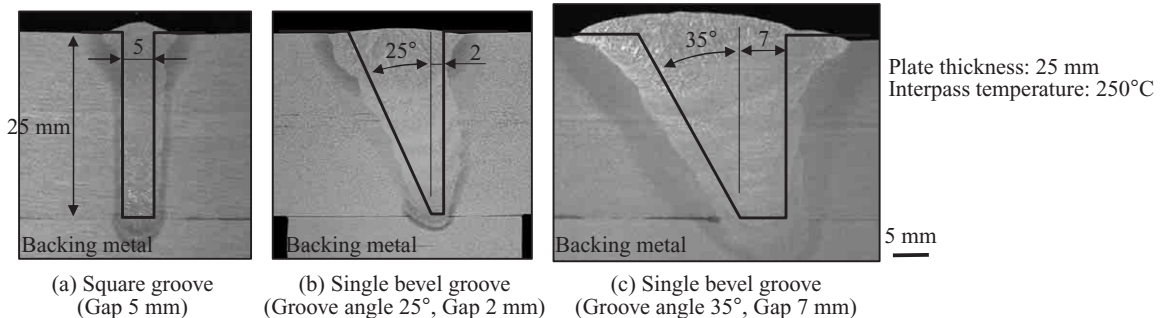 5
25 mm
Backing metal
25°
2
Backing metal
35°
7
Backing metal
Plate thickness: 25 mm
Interpass temperature: 250°C
5 mm
(a) Square groove
(Gap 5 mm)
(b) Single bevel groove
(Groove angle 25°, Gap 2 mm)
(c) Single bevel groove
(Groove angle 35°, Gap 7 mm)